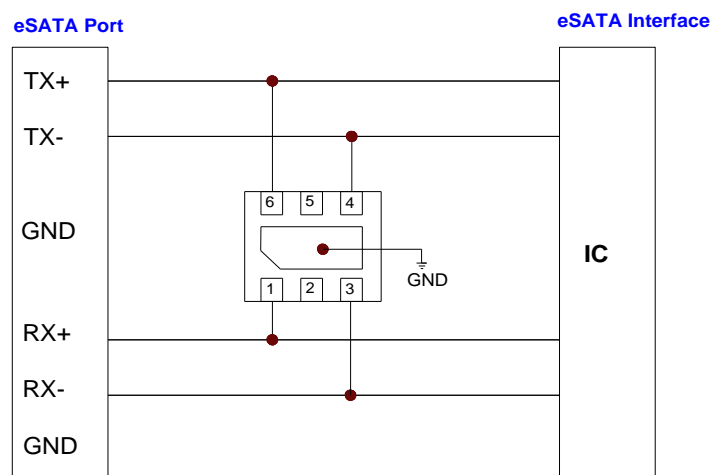 eSATA Port
eSATA Interface
TX+
TX-
6 5 4
GND
IC
GND
1 2 3
RX+
RX-
GND